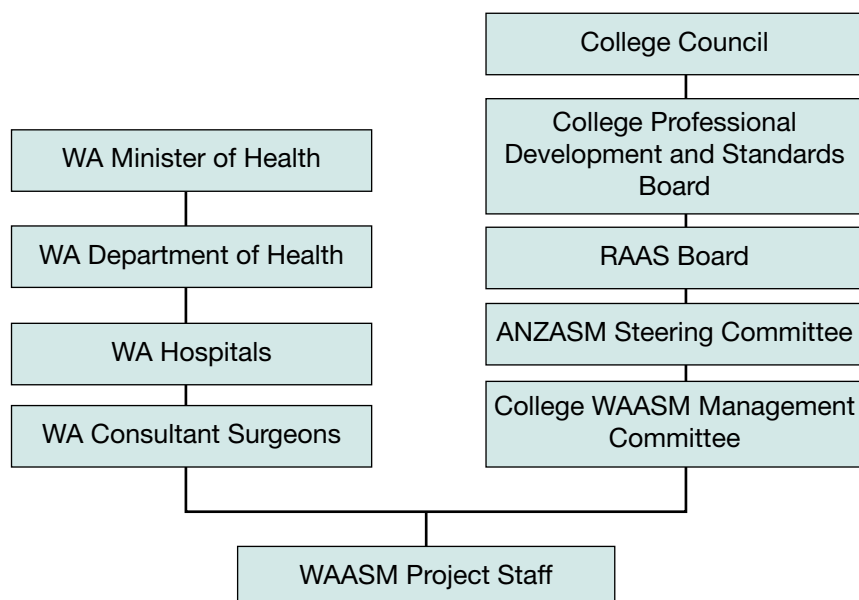 WA Minister of Health
WA Department of Health
WA Hospitals
WA Consultant Surgeons
College Council
College Professional
Development and Standards
Board
RAAS Board
ANZASM Steering Committee
College WAASM Management
Committee
WAASM Project Staff